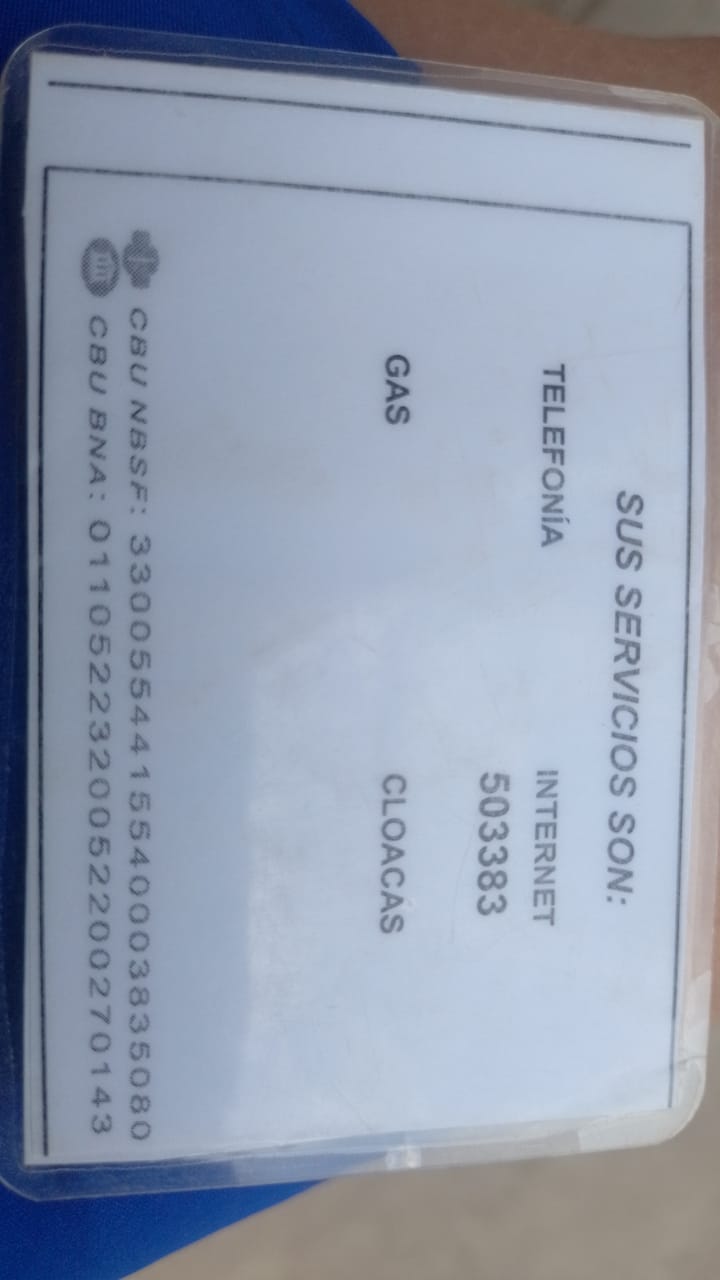 SUS SERVICIOS SON:
TELEFONÍA INTERNET
503383
GAS CLOACAS
CBU NBSF: 3300554415540003835080
CBU BNA: 0110522320052200270143